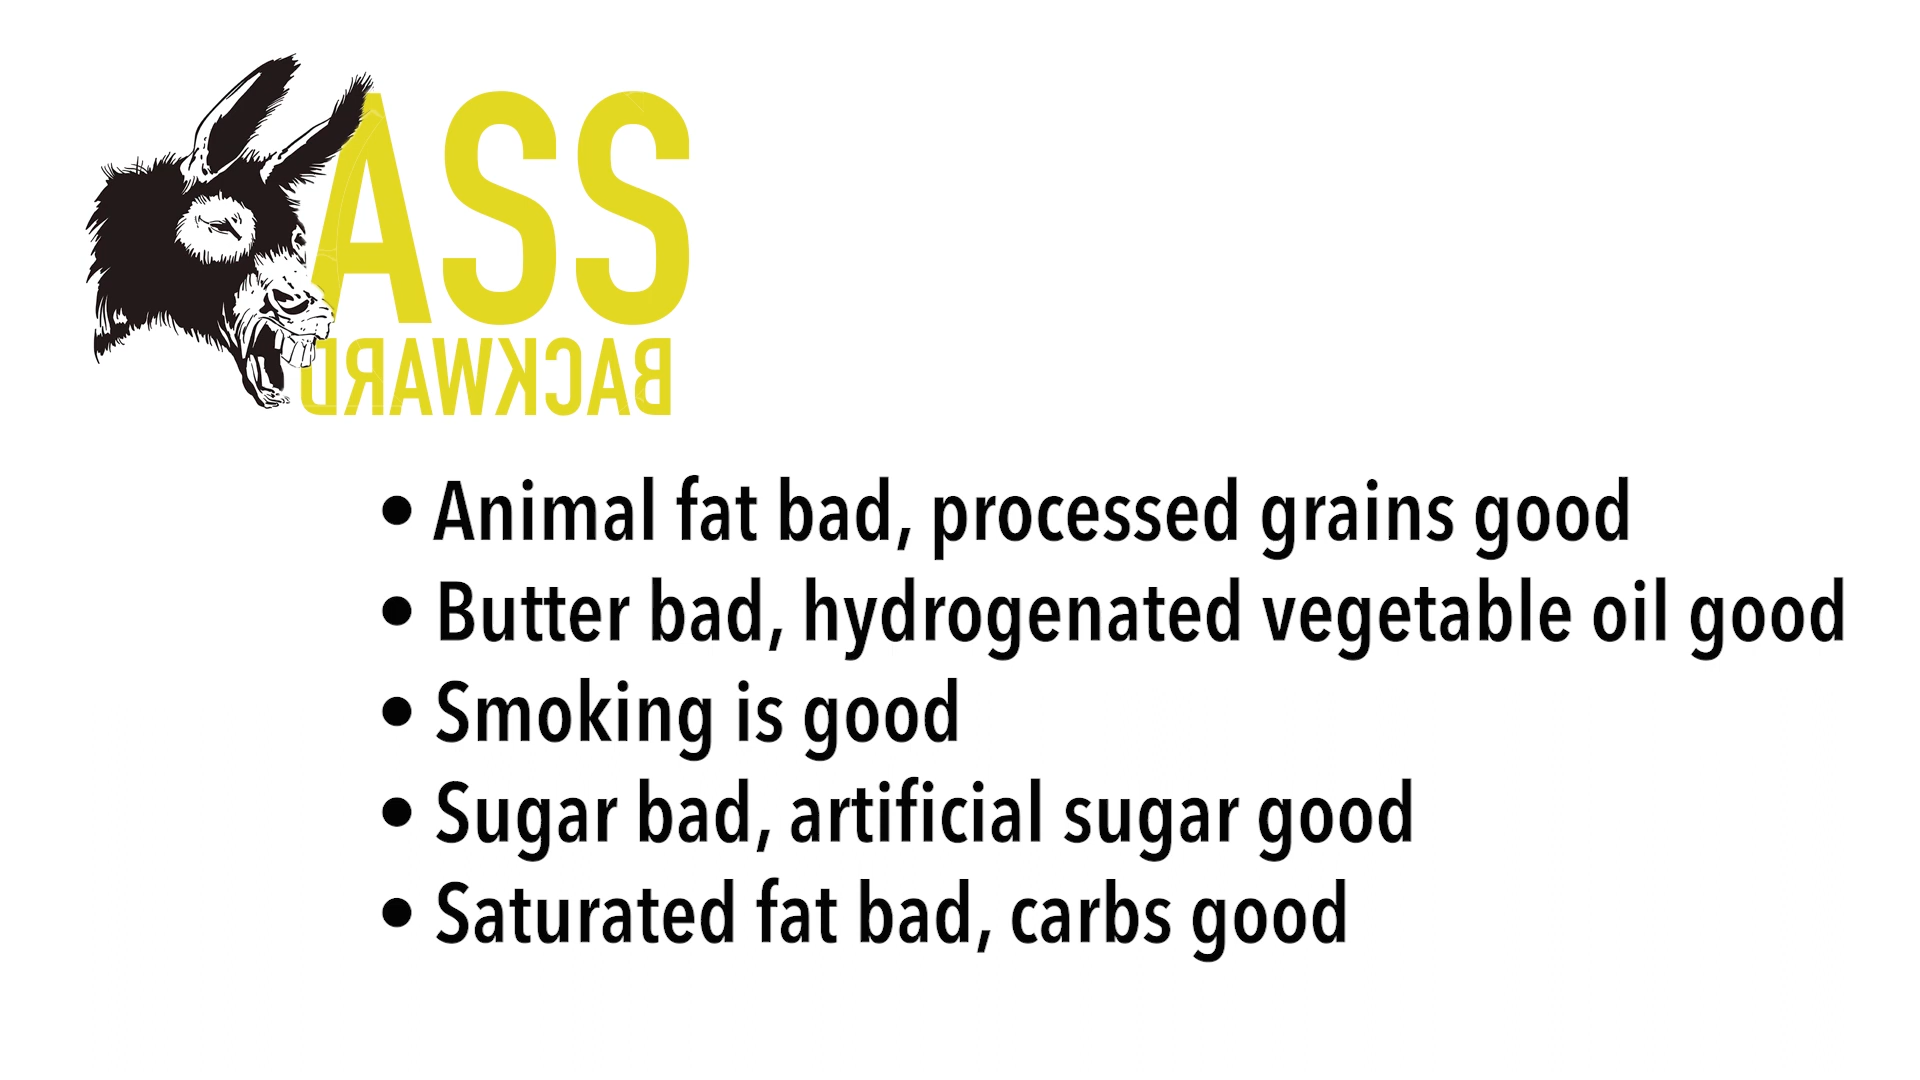 ASS
BACKWARD
• Animal fat bad, processed grains good
• Butter bad, hydrogenated vegetable oil good
• Smoking is good
• Sugar bad, artificial sugar good
• Saturated fat bad, carbs good